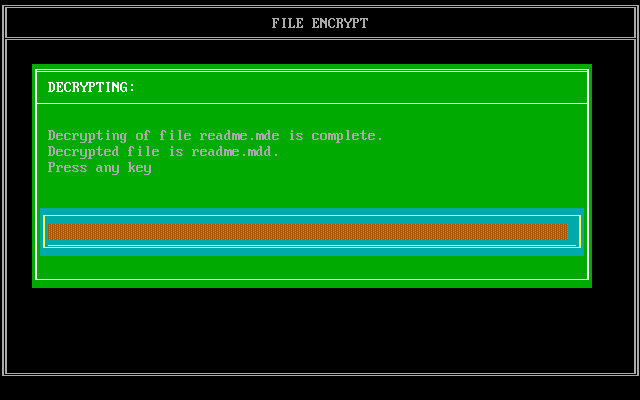 FILE ENCRYPT
DECRYPTING:
Decrypting of file readme.mde is complete.
Decrypted file is readme.mdd.
Press any key